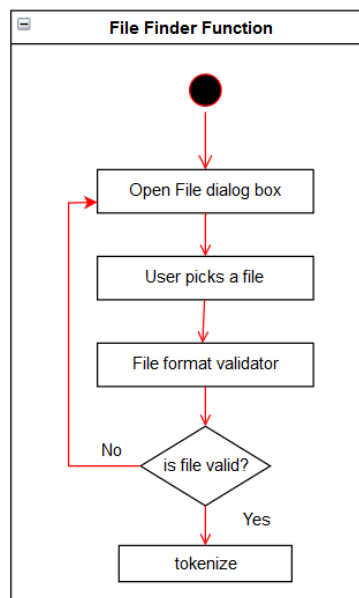 File Finder Function
Open File dialog box
User picks a file
File format validator
No
is file valid?
Yes
tokenize